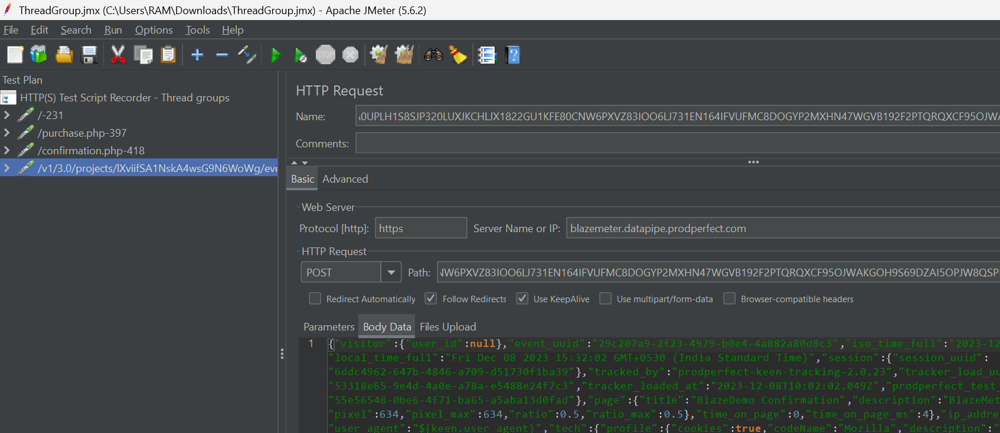 ThreadGroup.jmx (C:\Users\RAM\Downloads\ThreadGroup.jmx) - Apache JMeter (5.6.2)
File Edit Search Run Options Tools Help
STOP
Test Plan
HTTP(S) Test Script Recorder - Thread groups
/-231
/purchase.php-397
/confirmation.php-418
/v1/3.0/projects/lXviifSA1NskA4wsG9N6WoWg/eve
HTTP Request
Name: 0UPLH1S8SJP320LUXJKCHLJX1822GU1KFE80CNW6PXVZ83IOO6LJ731EN164IFVUFMC8DOGYP2MXHN47WGVB192F2PTQRQXCF95OJWA
Comments:
Basic Advanced
Web Server
Protocol [http]: https Server Name or IP: blazemeter.datapipe.prodperfect.com
HTTP Request
POST Path: W6PXVZ83IOO6LJ731EN164IFVUFMC8DOGYP2MXHN47WGVB192F2PTQRQXCF95OJWAKGOH9S69DZAI5OPJW8QSP
Redirect Automatically Follow Redirects Use KeepAlive Use multipart/form-data Browser-compatible headers
Parameters Body Data Files Upload
1 {"visitor":{"user_id":null},"event_uuid":"29c207a9-2f23-4979-b0e4-4a882a80d8c3","iso_time_full":"2023-12
"local_time_full":"Fri Dec 08 2023 15:32:02 GMT+0530 (India Standard Time)","session":{"session_uuid":
"6ddc4962-647b-4846-a709-d51730f1ba39"},"tracked_by":"prodperfect-keen-tracking-2.0.23","tracker_load_uu
"53318e65-9e4d-4a0e-a78a-e5488e24f7c3","tracker_loaded_at":"2023-12-08T10:02:02.049Z","prodperfect_test_
"55e56548-0be6-4f71-ba65-a5aba13d0fad"},"page":{"title":"BlazeDemo Confirmation","description":"BlazeMet
"pixel":634,"pixel_max":634,"ratio":0.5,"ratio_max":0.5},"time_on_page":0,"time_on_page_ms":4},"ip_addre
"user_agent":"${keen.user_agent}","tech":{"profile":{"cookies":true,"codeName":"Mozilla","description":"